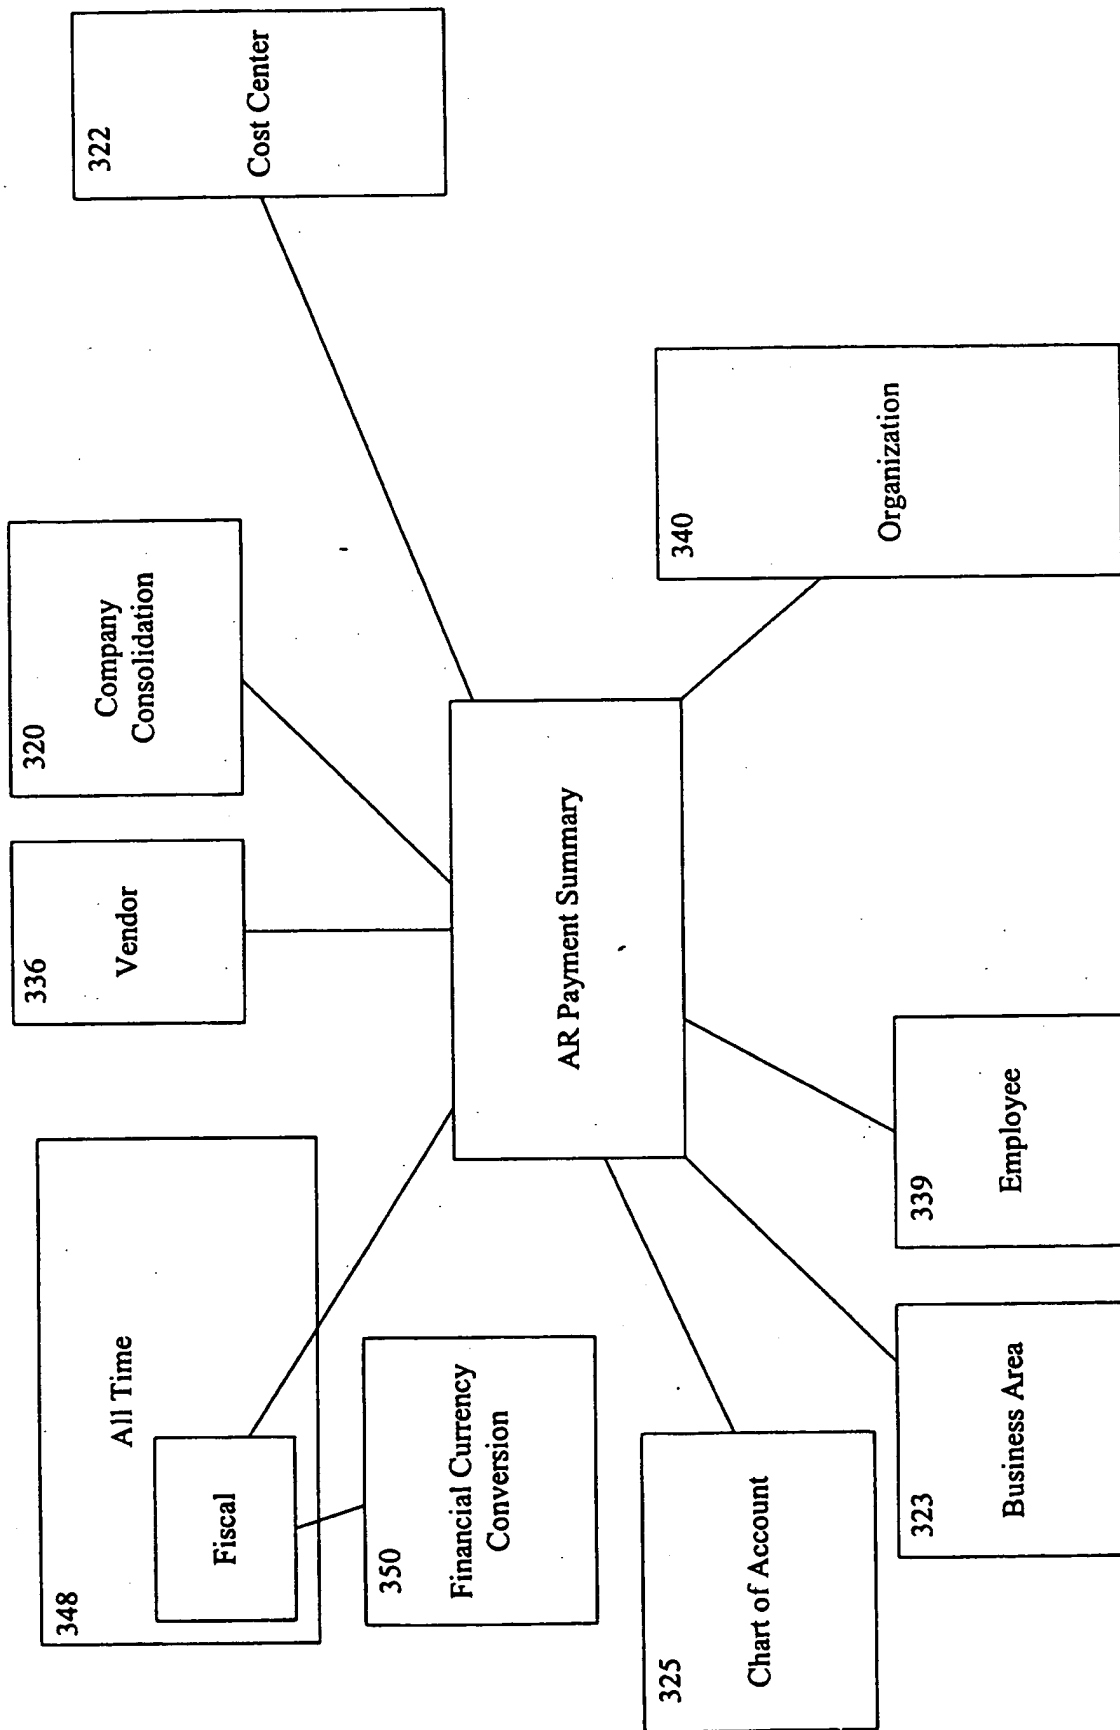 348
All Time
Fiscal
350
Financial Currency
Conversion
336
Vendor
320
Company
Consolidation
322
Cost Center
AR Payment Summary
325
Chart of Account
323
Business Area
339
Employee
340
Organization